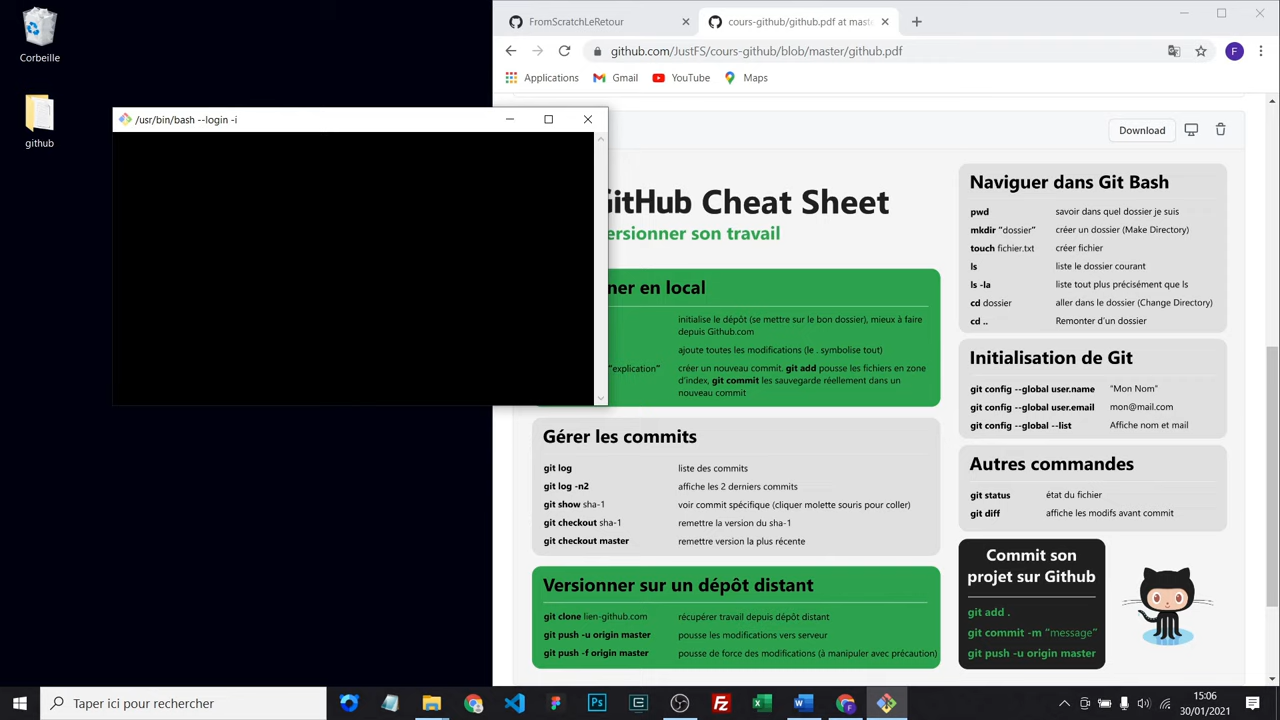 Corbeille
github
FromScratchLeRetour
cours-github/github.pdf at mast
github.com/JustFS/cours-github/blob/master/github.pdf
F
Applications
Gmail
YouTube
Maps
/usr/bin/bash --login -i
Download
GitHub Cheat Sheet
ersionner son travail
ner en local
initialise le dépôt (se mettre sur le bon dossier), mieux à faire
depuis Github.com
ajoute toutes les modifications (le . symbolise tout)
"explication"
créer un nouveau commit. git add pousse les fichiers en zone
d'index, git commit les sauvegarde réellement dans un
nouveau commit
Gérer les commits
git log liste des commits
git log -n2 affiche les 2 derniers commits
git show sha-1 voir commit spécifique (cliquer molette souris pour coller)
git checkout sha-1 remettre la version du sha-1
git checkout master remettre version la plus récente
Versionner sur un dépôt distant
git clone lien-github.com récupérer travail depuis dépôt distant
git push -u origin master pousse les modifications vers serveur
git push -f origin master pousse de force des modifications (à manipuler avec précaution)
Naviguer dans Git Bash
pwd savoir dans quel dossier je suis
mkdir "dossier" créer un dossier (Make Directory)
touch fichier.txt créer fichier
ls liste le dossier courant
ls -la liste tout plus précisément que ls
cd dossier aller dans le dossier (Change Directory)
cd .. Remonter d'un dossier
Initialisation de Git
git config --global user.name "Mon Nom"
git config --global user.email mon@mail.com
git config --global --list Affiche nom et mail
Autres commandes
git status état du fichier
git diff affiche les modifs avant commit
Commit son
projet sur Github
git add .
git commit -m "message"
git push -u origin master
Taper ici pour rechercher
15:06
30/01/2021